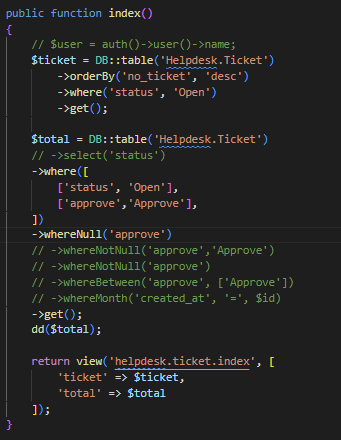 public function index()
{
    // $user = auth()->user()->name;
    $ticket = DB::table('Helpdesk.Ticket')
        ->orderBy('no_ticket', 'desc')
        ->where('status', 'Open')
        ->get();

    $total = DB::table('Helpdesk.Ticket')
    // ->select('status')
    ->where([
        ['status', 'Open'],
        ['approve','Approve'],
    ])
    ->whereNull('approve')
    // ->whereNotNull('approve','Approve')
    // ->whereNotNull('approve')
    // ->whereBetween('approve', ['Approve'])
    // ->whereMonth('created_at', '=', $id)
    ->get();
    dd($total);

    return view('helpdesk.ticket.index', [
        'ticket' => $ticket,
        'total' => $total
    ]);
}